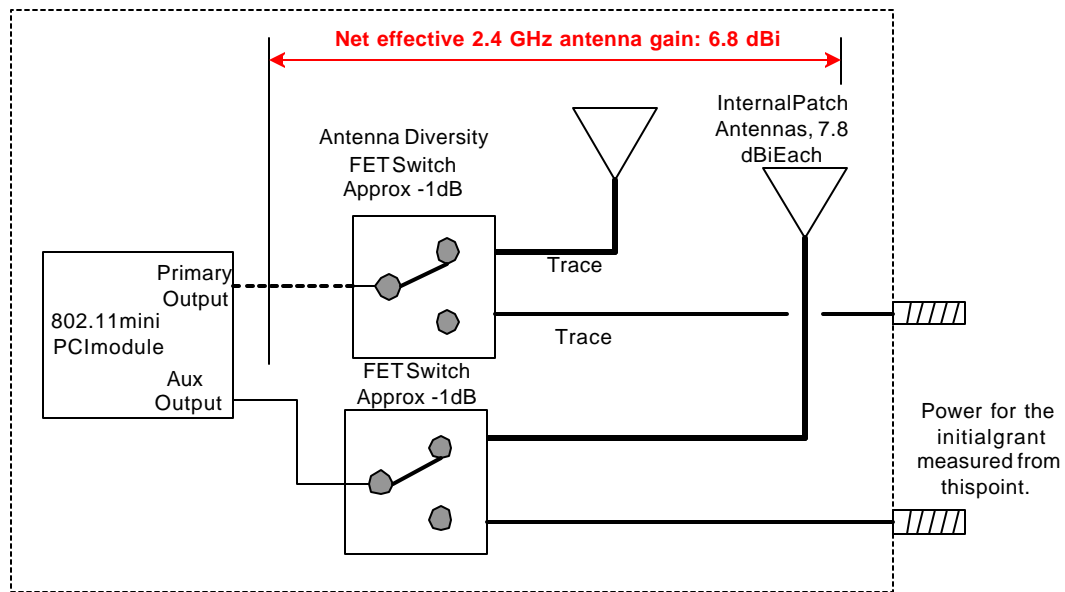 Net effective 2.4 GHz antenna gain: 6.8 dBi
InternalPatch
Antennas, 7.8
dBiEach
Antenna Diversity
FETSwitch
Approx -1dB
Trace
Primary
Output
802.11mini
PCImodule
Aux
Output
Trace
FETSwitch
Approx -1dB
Power for the
initialgrant
measured from
thispoint.